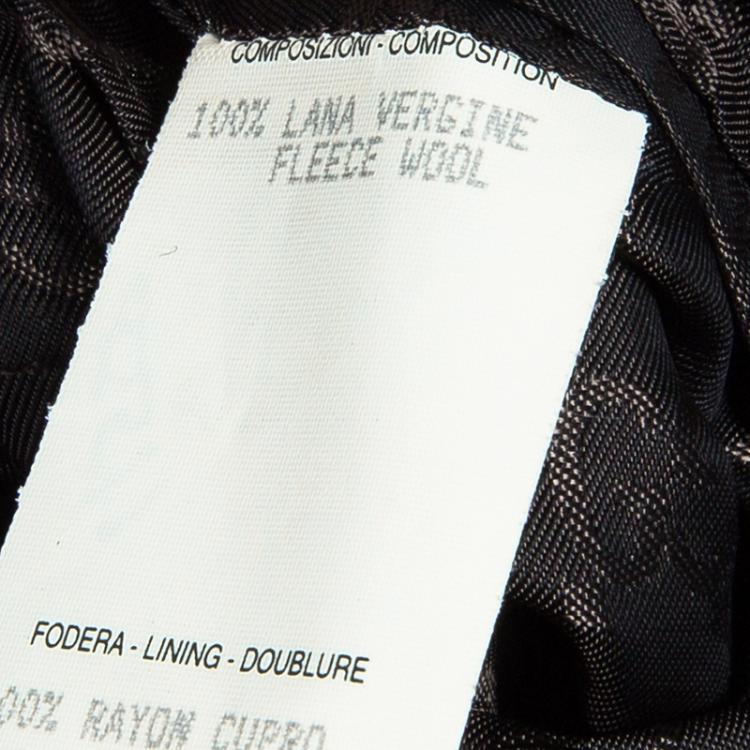 COMPOSIZIONI - COMPOSITION
100% LANA VERGINE
FLEECE WOOL
FODERA - LINING - DOUBLURE
00% RAYON CUPRO